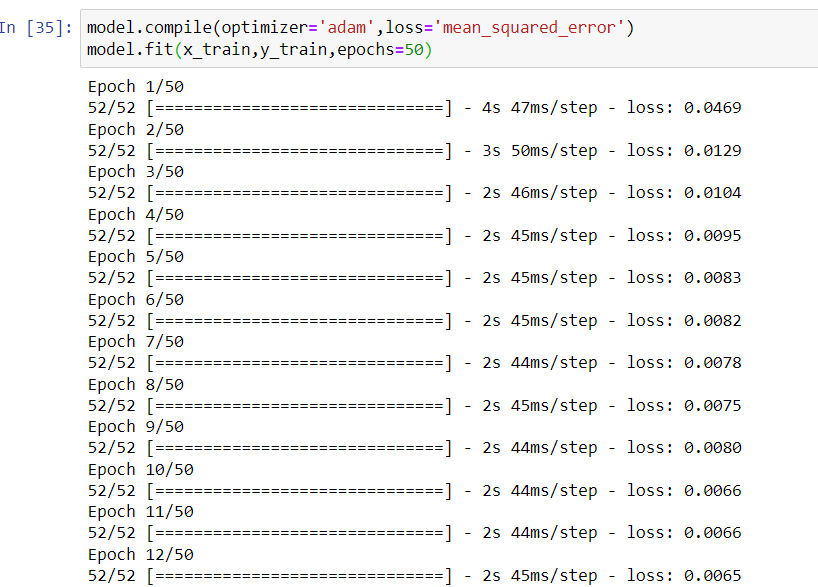 In [35]: model.compile(optimizer='adam',loss='mean_squared_error')
model.fit(x_train,y_train,epochs=50)
Epoch 1/50
52/52 [==============================] - 4s 47ms/step - loss: 0.0469
Epoch 2/50
52/52 [==============================] - 3s 50ms/step - loss: 0.0129
Epoch 3/50
52/52 [==============================] - 2s 46ms/step - loss: 0.0104
Epoch 4/50
52/52 [==============================] - 2s 45ms/step - loss: 0.0095
Epoch 5/50
52/52 [==============================] - 2s 45ms/step - loss: 0.0083
Epoch 6/50
52/52 [==============================] - 2s 45ms/step - loss: 0.0082
Epoch 7/50
52/52 [==============================] - 2s 44ms/step - loss: 0.0078
Epoch 8/50
52/52 [==============================] - 2s 45ms/step - loss: 0.0075
Epoch 9/50
52/52 [==============================] - 2s 44ms/step - loss: 0.0080
Epoch 10/50
52/52 [==============================] - 2s 44ms/step - loss: 0.0066
Epoch 11/50
52/52 [==============================] - 2s 44ms/step - loss: 0.0066
Epoch 12/50
52/52 [==============================] - 2s 45ms/step - loss: 0.0065